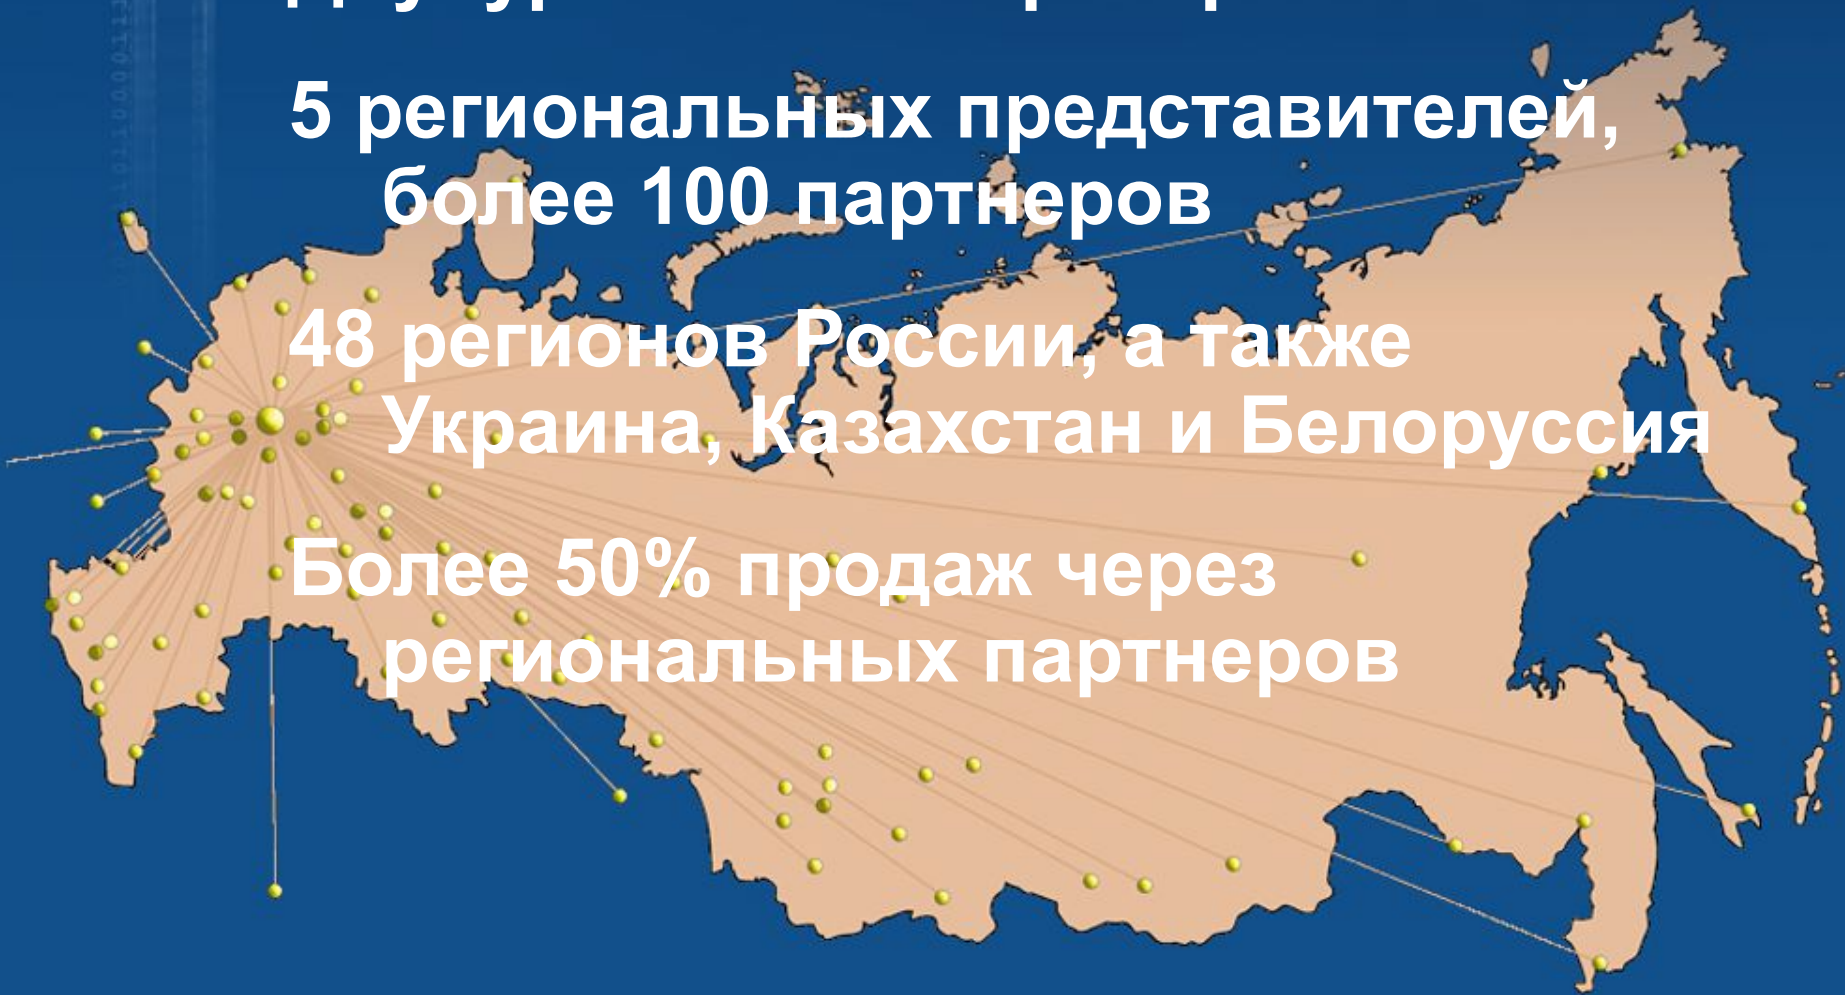 5 региональных представителей,
более 100 партнеров
48 регионов России, а также
Украина, Казахстан и Белоруссия
Более 50% продаж через
региональных партнеров